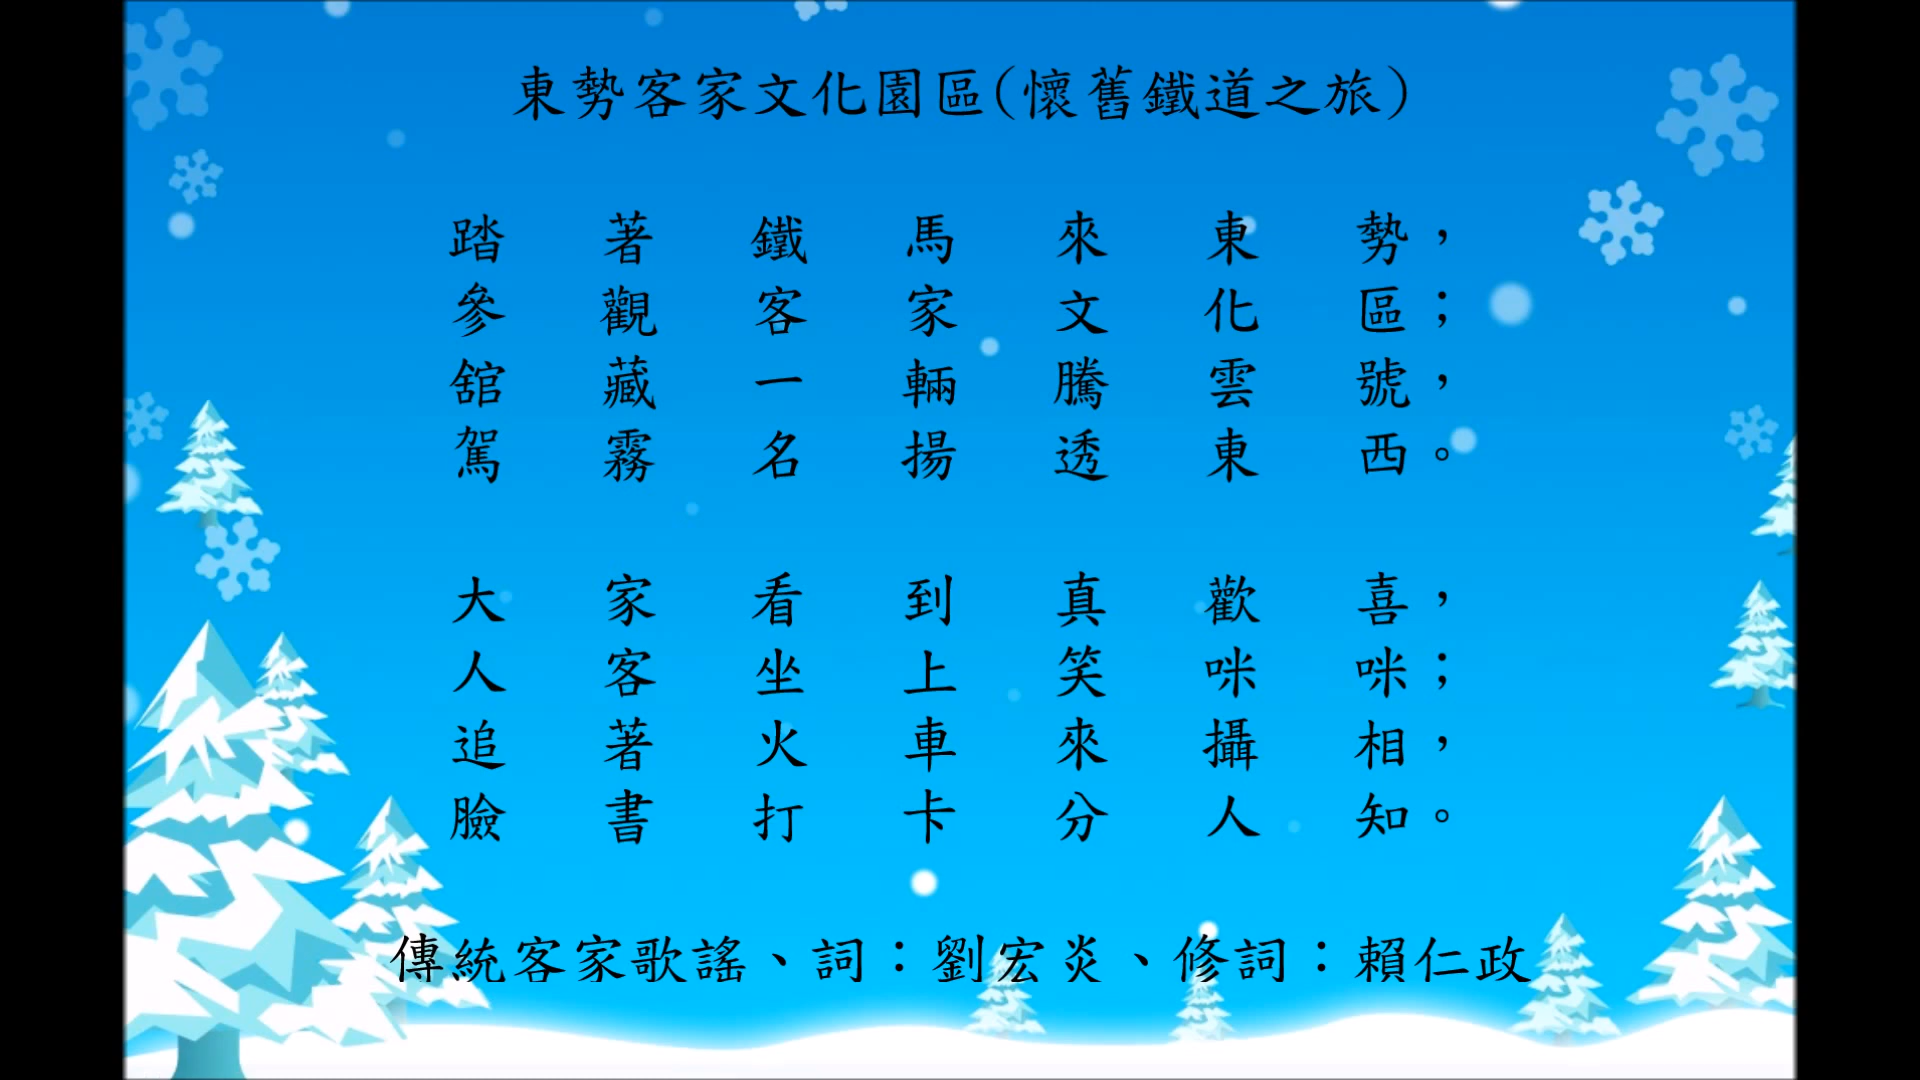 東勢客家文化園區(懷舊鐵道之旅)
踏著鐵馬來東勢，
參觀客家文化區；
舘藏一輛騰雲號，
駕霧名揚透東西。
大家看到真歡喜，
人客坐上笑咪咪；
追著火車來攝相，
臉書打卡分人知。
傳統客家歌謠、詞：劉宏炎、修詞：賴仁政